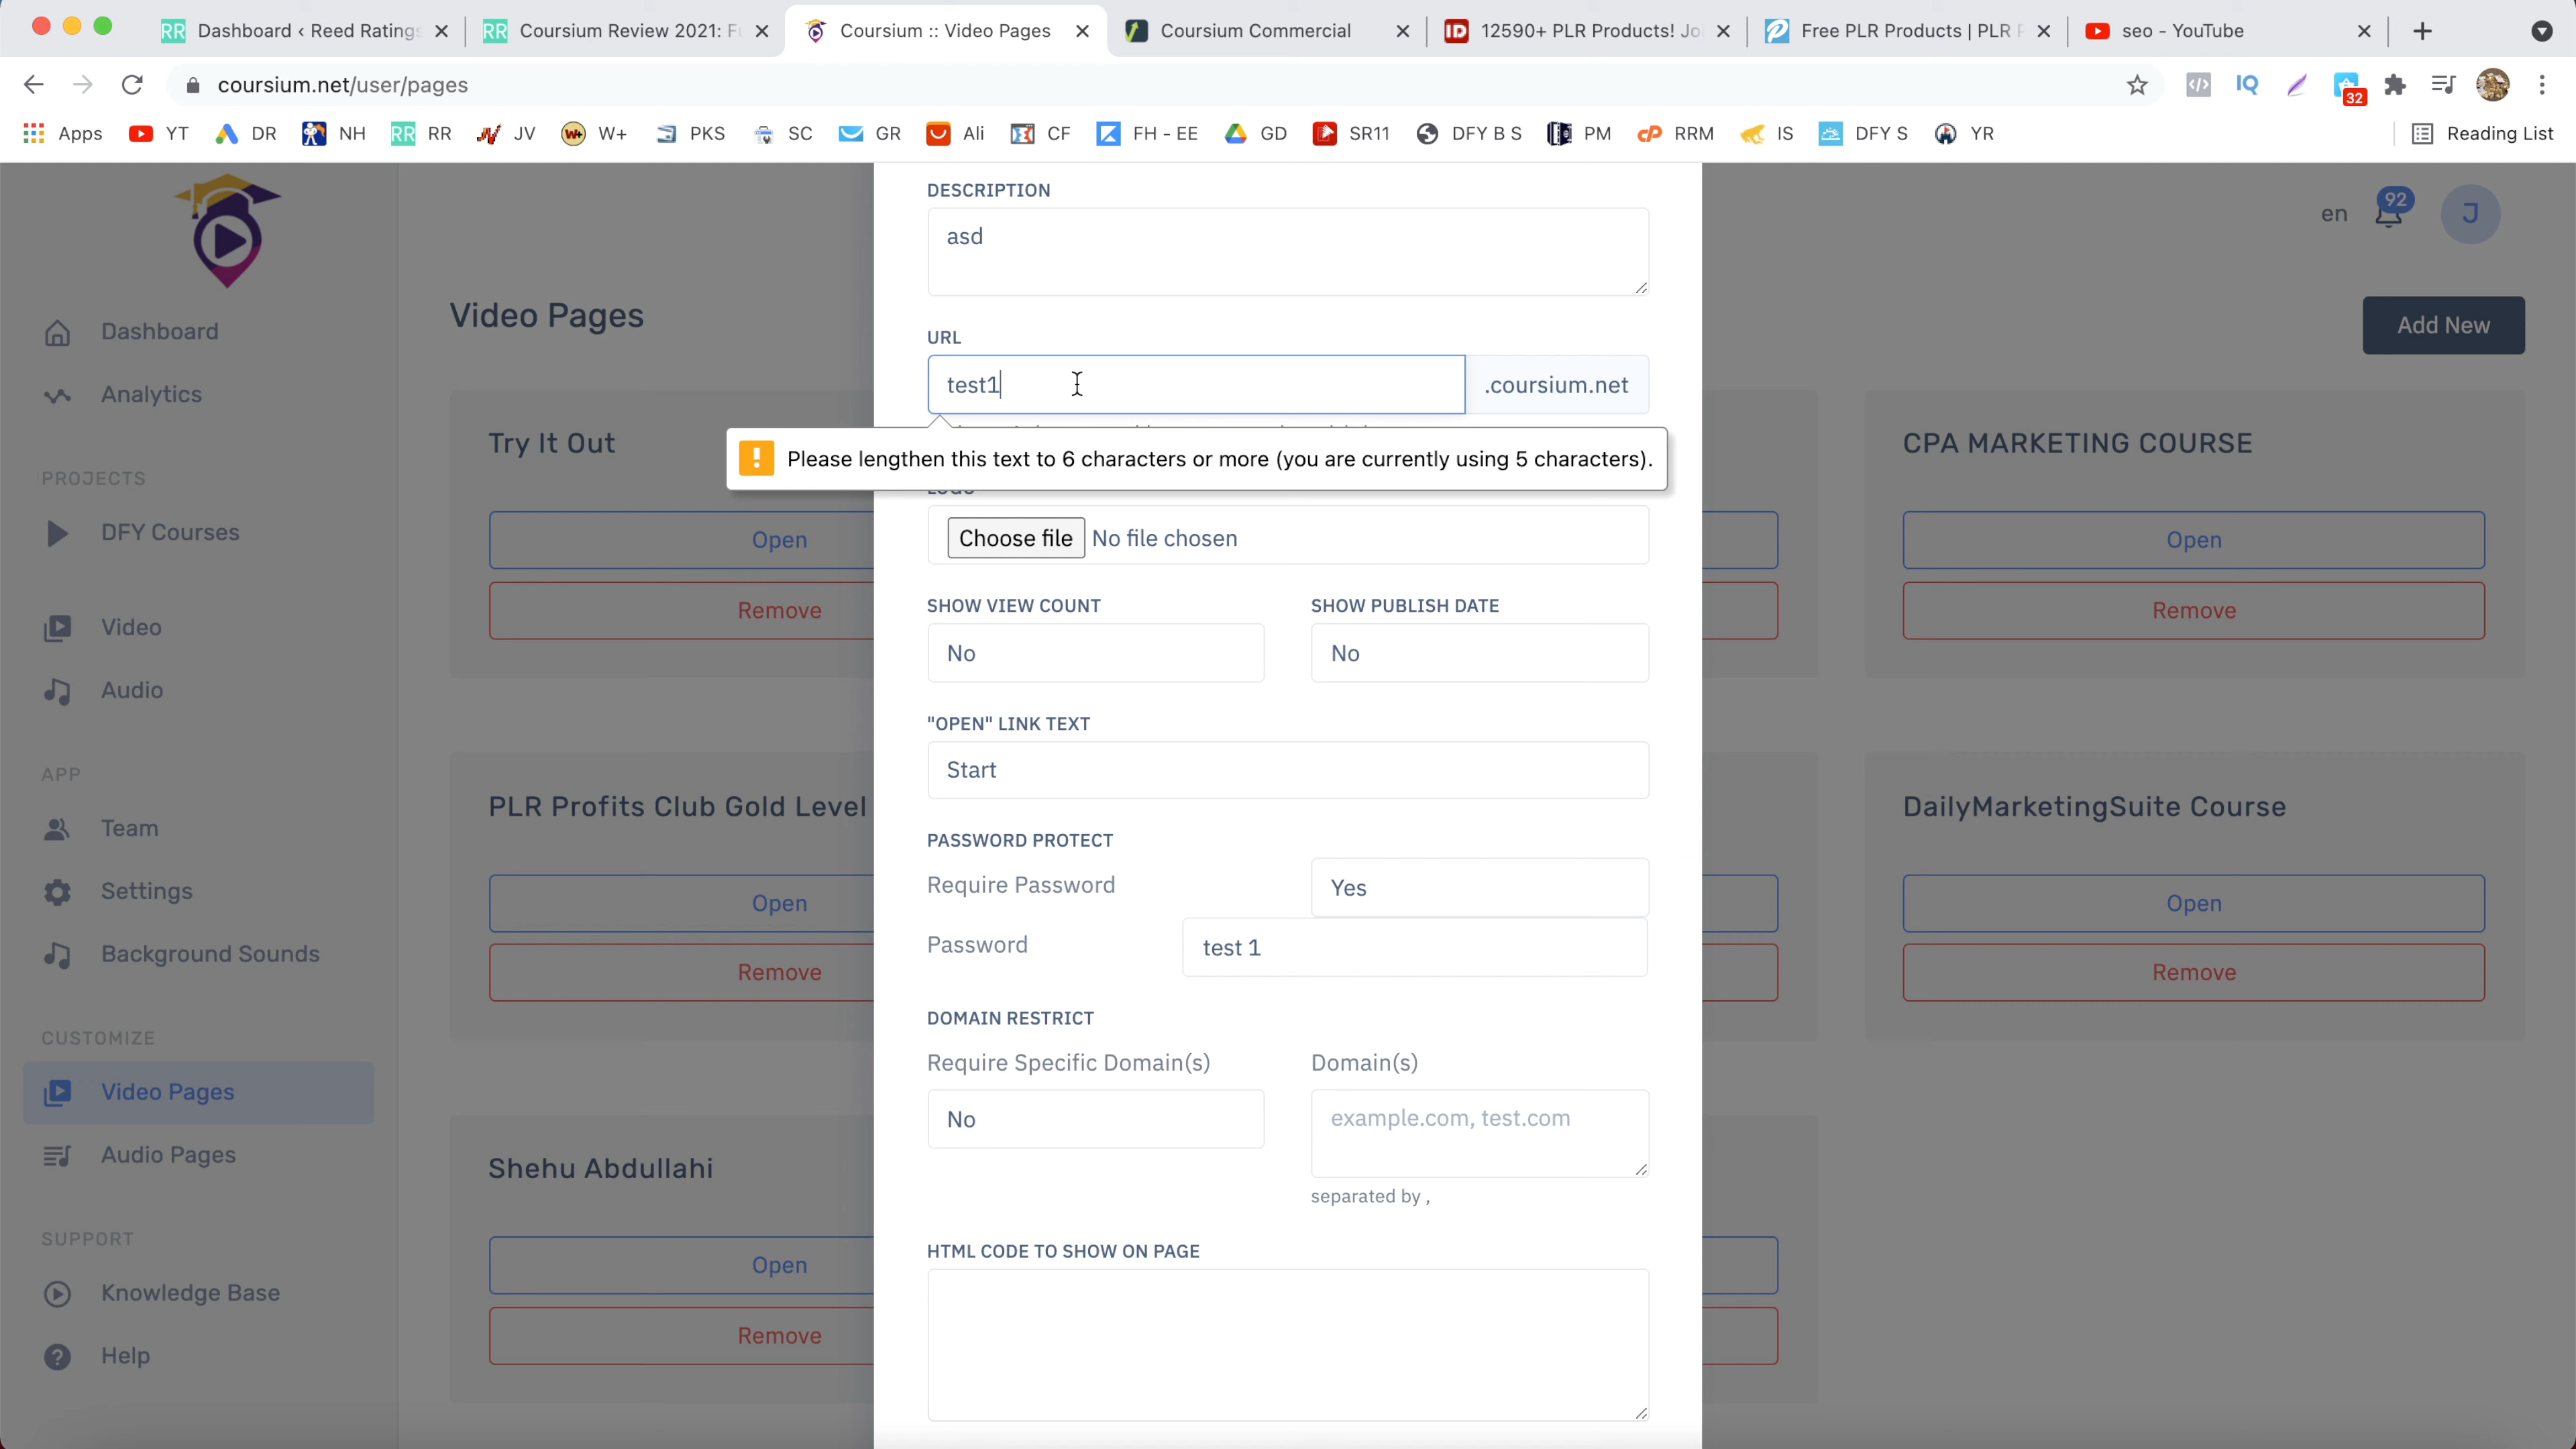 Dashboard ‹ Reed Ratings
Coursium Review 2021: F
Coursium :: Video Pages
Coursium Commercial
12590+ PLR Products! Jo
Free PLR Products | PLR P
seo - YouTube
coursium.net/user/pages
32
Apps
YT
DR
NH
RR
JV
W+
PKS
SC
GR
Ali
CF
FH - EE
GD
SR11
DFY B S
PM
RRM
IS
DFY S
YR
Reading List
en
92
J
Dashboard
Analytics
PROJECTS
DFY Courses
Video
Audio
APP
Team
Settings
Background Sounds
CUSTOMIZE
Video Pages
Audio Pages
SUPPORT
Knowledge Base
Help
Video Pages
Add New
Try It Out
Open
Remove
CPA MARKETING COURSE
Open
Remove
PLR Profits Club Gold Level
Open
Remove
DailyMarketingSuite Course
Open
Remove
Shehu Abdullahi
Open
Remove
DESCRIPTION
asd
URL
test1
.coursium.net
Please lengthen this text to 6 characters or more (you are currently using 5 characters).
LOGO
Choose file No file chosen
SHOW VIEW COUNT
No
SHOW PUBLISH DATE
No
"OPEN" LINK TEXT
Start
PASSWORD PROTECT
Require Password
Yes
Password
test 1
DOMAIN RESTRICT
Require Specific Domain(s)
No
Domain(s)
example.com, test.com
separated by ,
HTML CODE TO SHOW ON PAGE